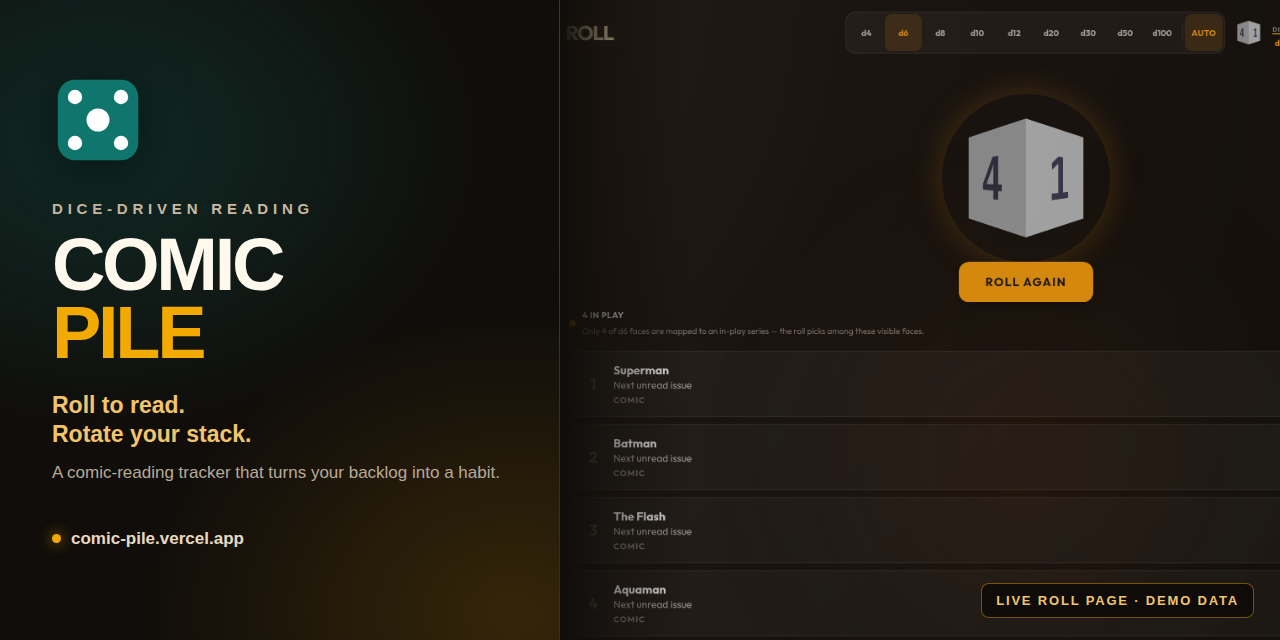 DICE-DRIVEN READING
COMIC
PILE
Roll to read.
Rotate your stack.
A comic-reading tracker that turns your backlog into a habit.
comic-pile.vercel.app
ROLL
d4 d6 d8 d10 d12 d20 d30 d50 d100 AUTO
4 1
4 1
ROLL AGAIN
4 IN PLAY
Only 4 of d6 faces are mapped to an in-play series — the roll picks among these visible faces.
1
Superman
Next unread issue
COMIC
2
Batman
Next unread issue
COMIC
3
The Flash
Next unread issue
COMIC
4
Aquaman
Next unread issue
COMIC
LIVE ROLL PAGE · DEMO DATA